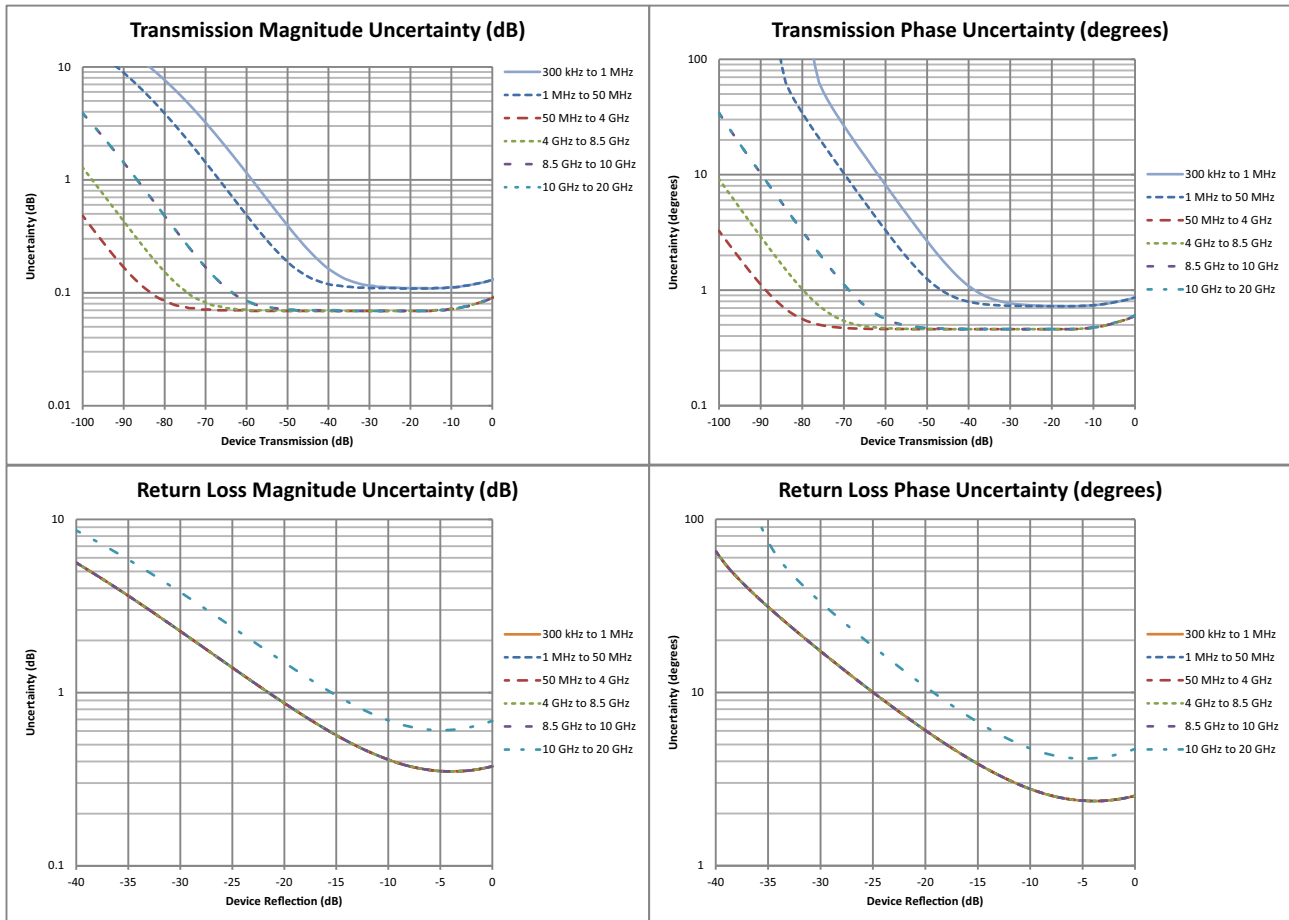 Transmission Magnitude Uncertainty (dB)
10
1
0.1
0.01
Uncertainty (dB)
-100 -90 -80 -70 -60 -50 -40 -30 -20 -10 0
Device Transmission (dB)
300 kHz to 1 MHz
1 MHz to 50 MHz
50 MHz to 4 GHz
4 GHz to 8.5 GHz
8.5 GHz to 10 GHz
10 GHz to 20 GHz
Transmission Phase Uncertainty (degrees)
100
10
1
0.1
Uncertainty (degrees)
-100 -90 -80 -70 -60 -50 -40 -30 -20 -10 0
Device Transmission (dB)
300 kHz to 1 MHz
1 MHz to 50 MHz
50 MHz to 4 GHz
4 GHz to 8.5 GHz
8.5 GHz to 10 GHz
10 GHz to 20 GHz
Return Loss Magnitude Uncertainty (dB)
10
1
0.1
Uncertainty (dB)
-40 -35 -30 -25 -20 -15 -10 -5 0
Device Reflection (dB)
300 kHz to 1 MHz
1 MHz to 50 MHz
50 MHz to 4 GHz
4 GHz to 8.5 GHz
8.5 GHz to 10 GHz
10 GHz to 20 GHz
Return Loss Phase Uncertainty (degrees)
100
10
1
Uncertainty (degrees)
-40 -35 -30 -25 -20 -15 -10 -5 0
Device Reflection (dB)
300 kHz to 1 MHz
1 MHz to 50 MHz
50 MHz to 4 GHz
4 GHz to 8.5 GHz
8.5 GHz to 10 GHz
10 GHz to 20 GHz